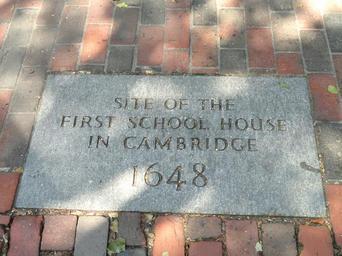 SITE OF THE
FIRST SCHOOL HOUSE
IN CAMBRIDGE
1648